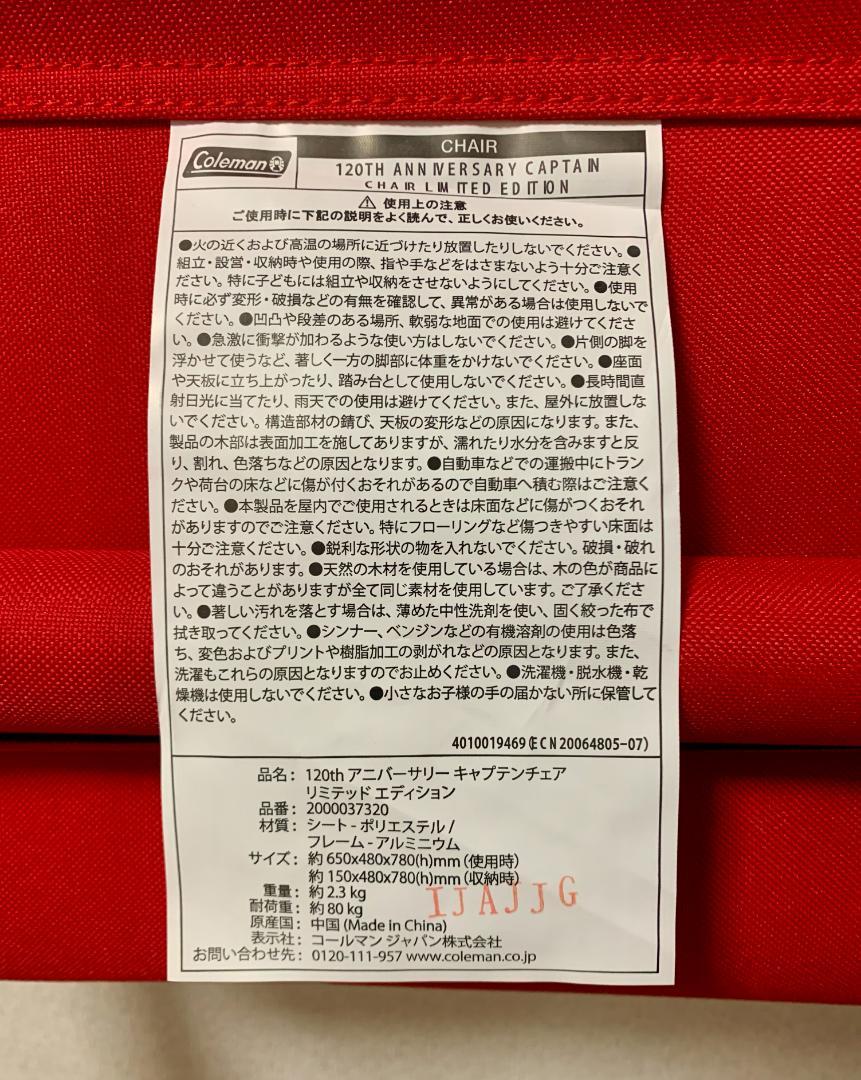 Coleman
CHAIR
120TH ANNIVERSARY CAPTAIN
CHAIR LIMITED EDITION
⚠ 使用上の注意
ご使用時に下記の説明をよく読んで、正しくお使いください。
●火の近くおよび高温の場所に近づけたり放置したりしないでください。●
組立・設営・収納時や使用の際、指や手などをはさまないよう十分ご注意く
ださい。特に子どもには組立や収納をさせないようにしてください。●使用
時に必ず変形・破損などの有無を確認して、異常がある場合は使用しないで
ください。●凹凸や段差のある場所、軟弱な地面での使用は避けてくださ
い。●急激に衝撃が加わるような使い方はしないでください。●片側の脚を
浮かせて使うなど、著しく一方の脚部に体重をかけないでください。●座面
や天板に立ち上がったり、踏み台として使用しないでください。●長時間直
射日光に当てたり、雨天での使用は避けてください。また、屋外に放置しな
いでください。構造部材の錆び、天板の変形などの原因になります。また、
製品の木部は表面加工を施してありますが、濡れたり水分を含みますと反
り、割れ、色落ちなどの原因となります。●自動車などでの運搬中にトラン
クや荷台の床などに傷が付くおそれがあるので自動車へ積む際はご注意く
ださい。●本製品を屋内でご使用されるときは床面などに傷がつくおそれ
がありますのでご注意ください。特にフローリングなど傷つきやすい床面は
十分ご注意ください。●鋭利な形状の物を入れないでください。破損・破れ
のおそれがあります。●天然の木材を使用している場合は、木の色が商品に
よって違うことがありますが全て同じ素材を使用しています。ご了承くださ
い。●著しい汚れを落とす場合は、薄めた中性洗剤を使い、固く絞った布で
拭き取ってください。●シンナー、ベンジンなどの有機溶剤の使用は色落
ち、変色およびプリントや樹脂加工の剥がれなどの原因となります。また、
洗濯もこれらの原因となりますのでお止めください。●洗濯機・脱水機・乾
燥機は使用しないでください。●小さなお子様の手の届かない所に保管して
ください。
4010019469(ECN20064805-07)
品名： 120th アニバーサリー キャプテンチェア
リミテッド エディション
品番： 2000037320
材質： シート - ポリエステル /
フレーム - アルミニウム
サイズ： 約 650x480x780(h)mm（使用時）
約 150x480x780(h)mm（収納時）
重量： 約 2.3 kg
耐荷重： 約 80 kg
IJAJJG
原産国： 中国 (Made in China)
表示社： コールマン ジャパン株式会社
お問い合わせ先： 0120-111-957 www.coleman.co.jp